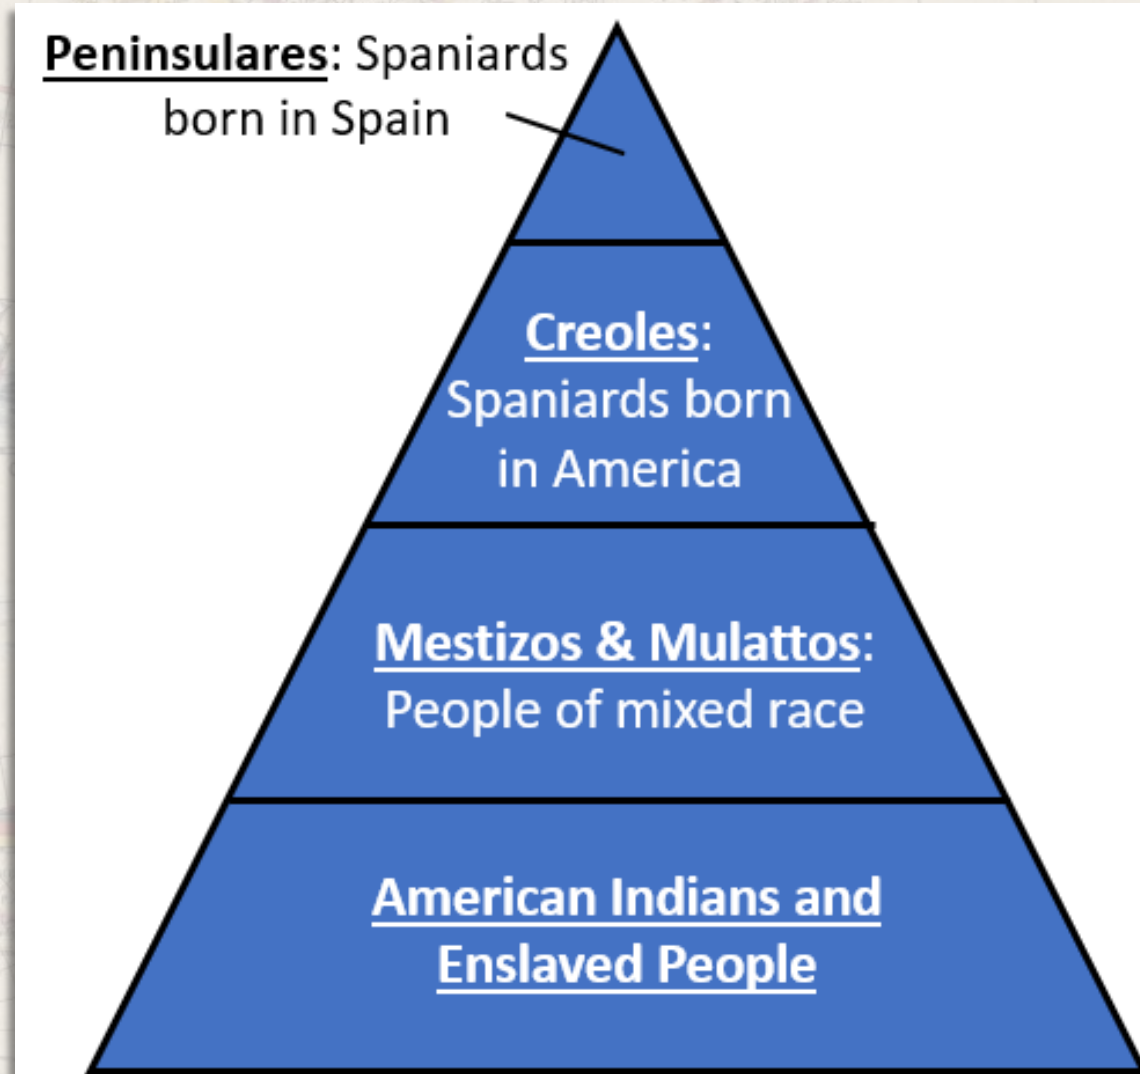 Peninsulares: Spaniards
born in Spain
Creoles:
Spaniards born
in America
Mestizos & Mulattos:
People of mixed race
American Indians and
Enslaved People